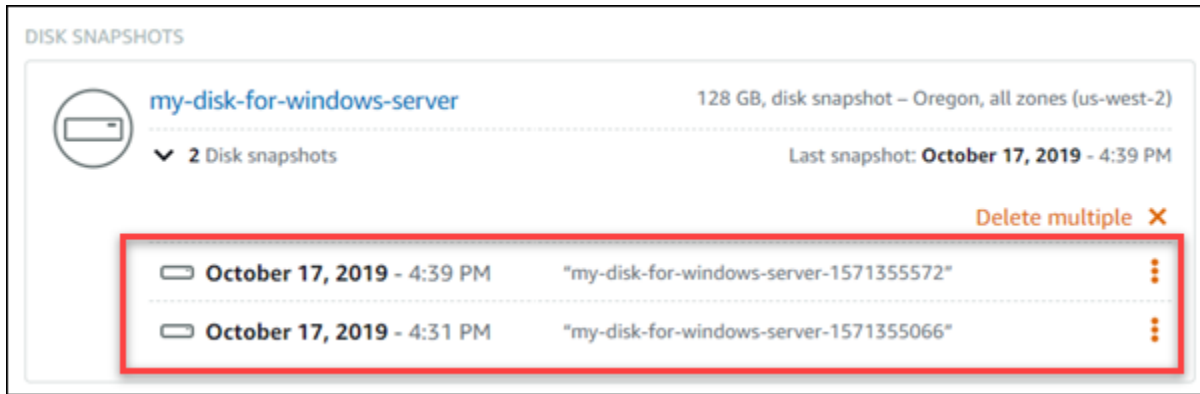 DISK SNAPSHOTS
my-disk-for-windows-server
128 GB, disk snapshot – Oregon, all zones (us-west-2)
2 Disk snapshots
Last snapshot: October 17, 2019 - 4:39 PM
Delete multiple
October 17, 2019 - 4:39 PM "my-disk-for-windows-server-1571355572"
October 17, 2019 - 4:31 PM "my-disk-for-windows-server-1571355066"